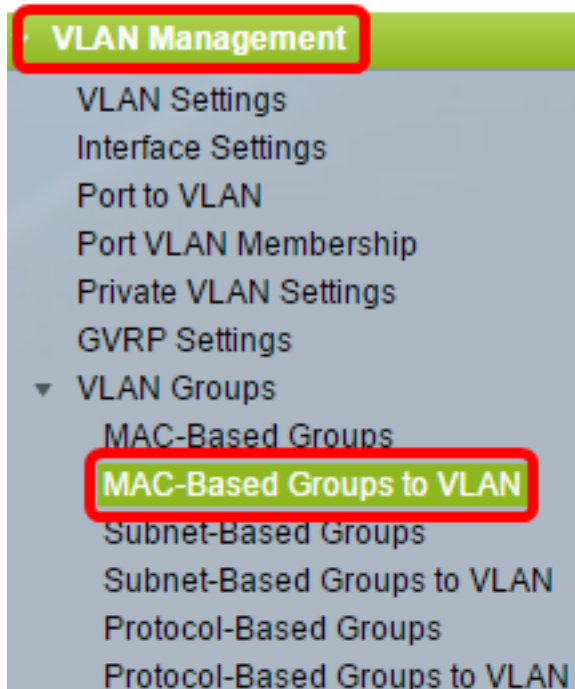 VLAN Management
VLAN Settings
Interface Settings
Port to VLAN
Port VLAN Membership
Private VLAN Settings
GVRP Settings
VLAN Groups
MAC-Based Groups
MAC-Based Groups to VLAN
Subnet-Based Groups
Subnet-Based Groups to VLAN
Protocol-Based Groups
Protocol-Based Groups to VLAN